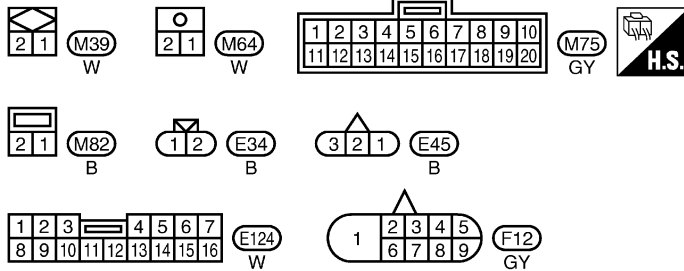 2 1 M39 W
2 1 M64 W
1 2 3 4 5 6 7 8 9 10
11 12 13 14 15 16 17 18 19 20
M75 GY
H.S.
2 1 M82 B
1 2 E34 B
3 2 1 E45 B
1 2 3 4 5 6 7
8 9 10 11 12 13 14 15 16
E124 W
1
2 3 4 5
6 7 8 9
F12 GY